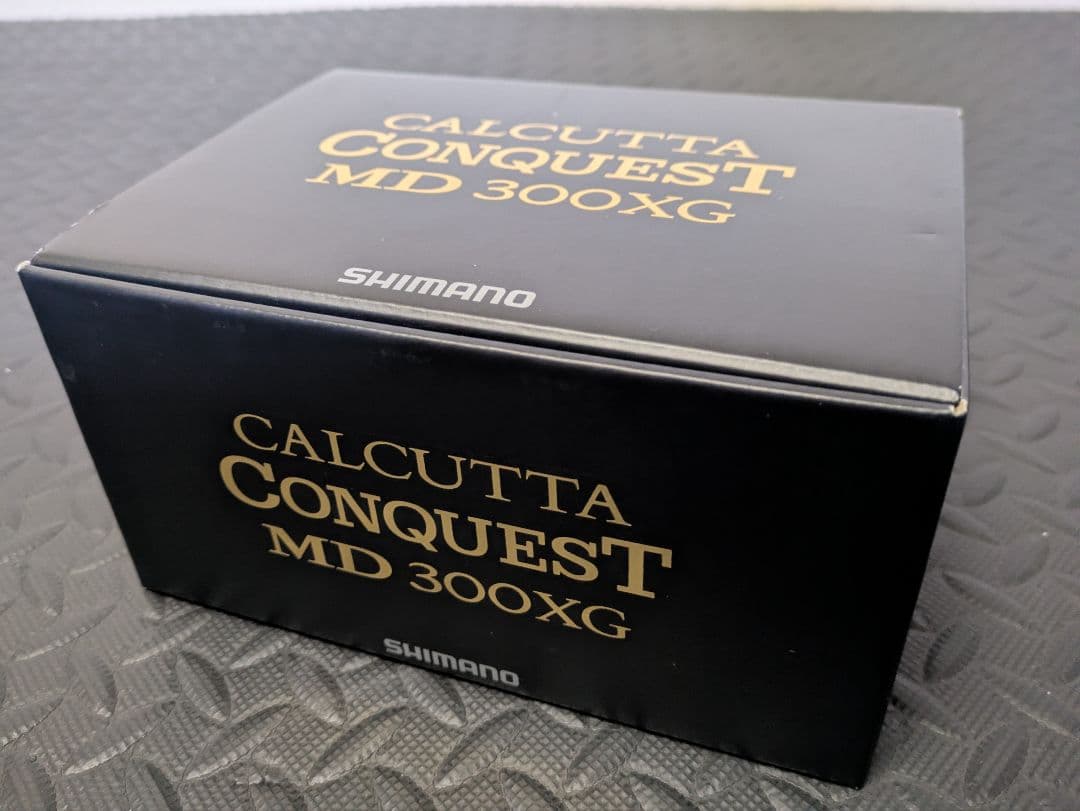 CALCUTTA
CONQUEST
MD 300XG
SHIMANO
CALCUTTA
CONQUEST
MD 300XG
SHIMANO